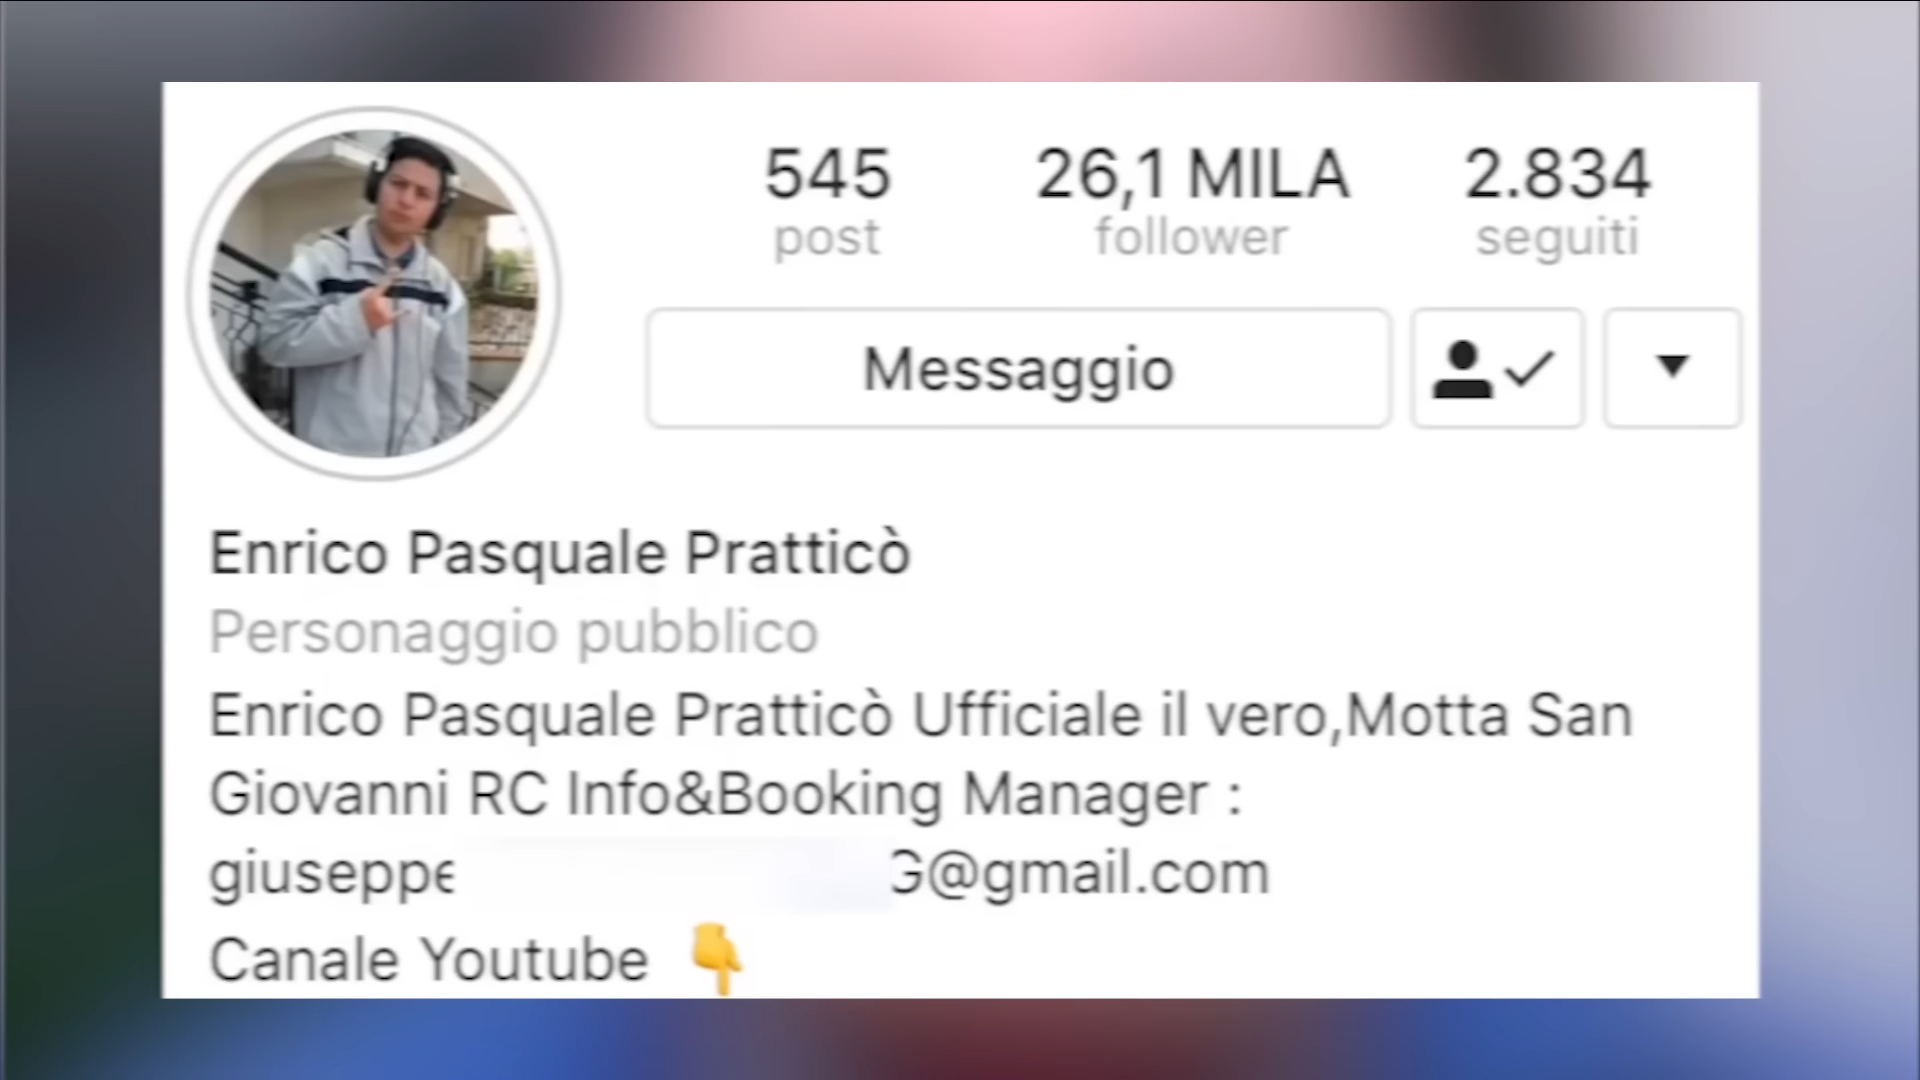 545 26,1 MILA 2.834
post follower seguiti
Messaggio
Enrico Pasquale Pratticò
Personaggio pubblico
Enrico Pasquale Pratticò Ufficiale il vero,Motta San
Giovanni RC Info&Booking Manager :
giuseppe G@gmail.com
Canale Youtube 👇